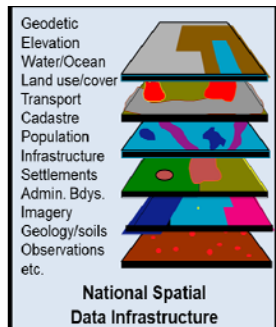 Geodetic
Elevation
Water/Ocean
Land use/cover
Transport
Cadastre
Population
Infrastructure
Settlements
Admin. Bdys.
Imagery
Geology/soils
Observations
etc.
National Spatial
Data Infrastructure